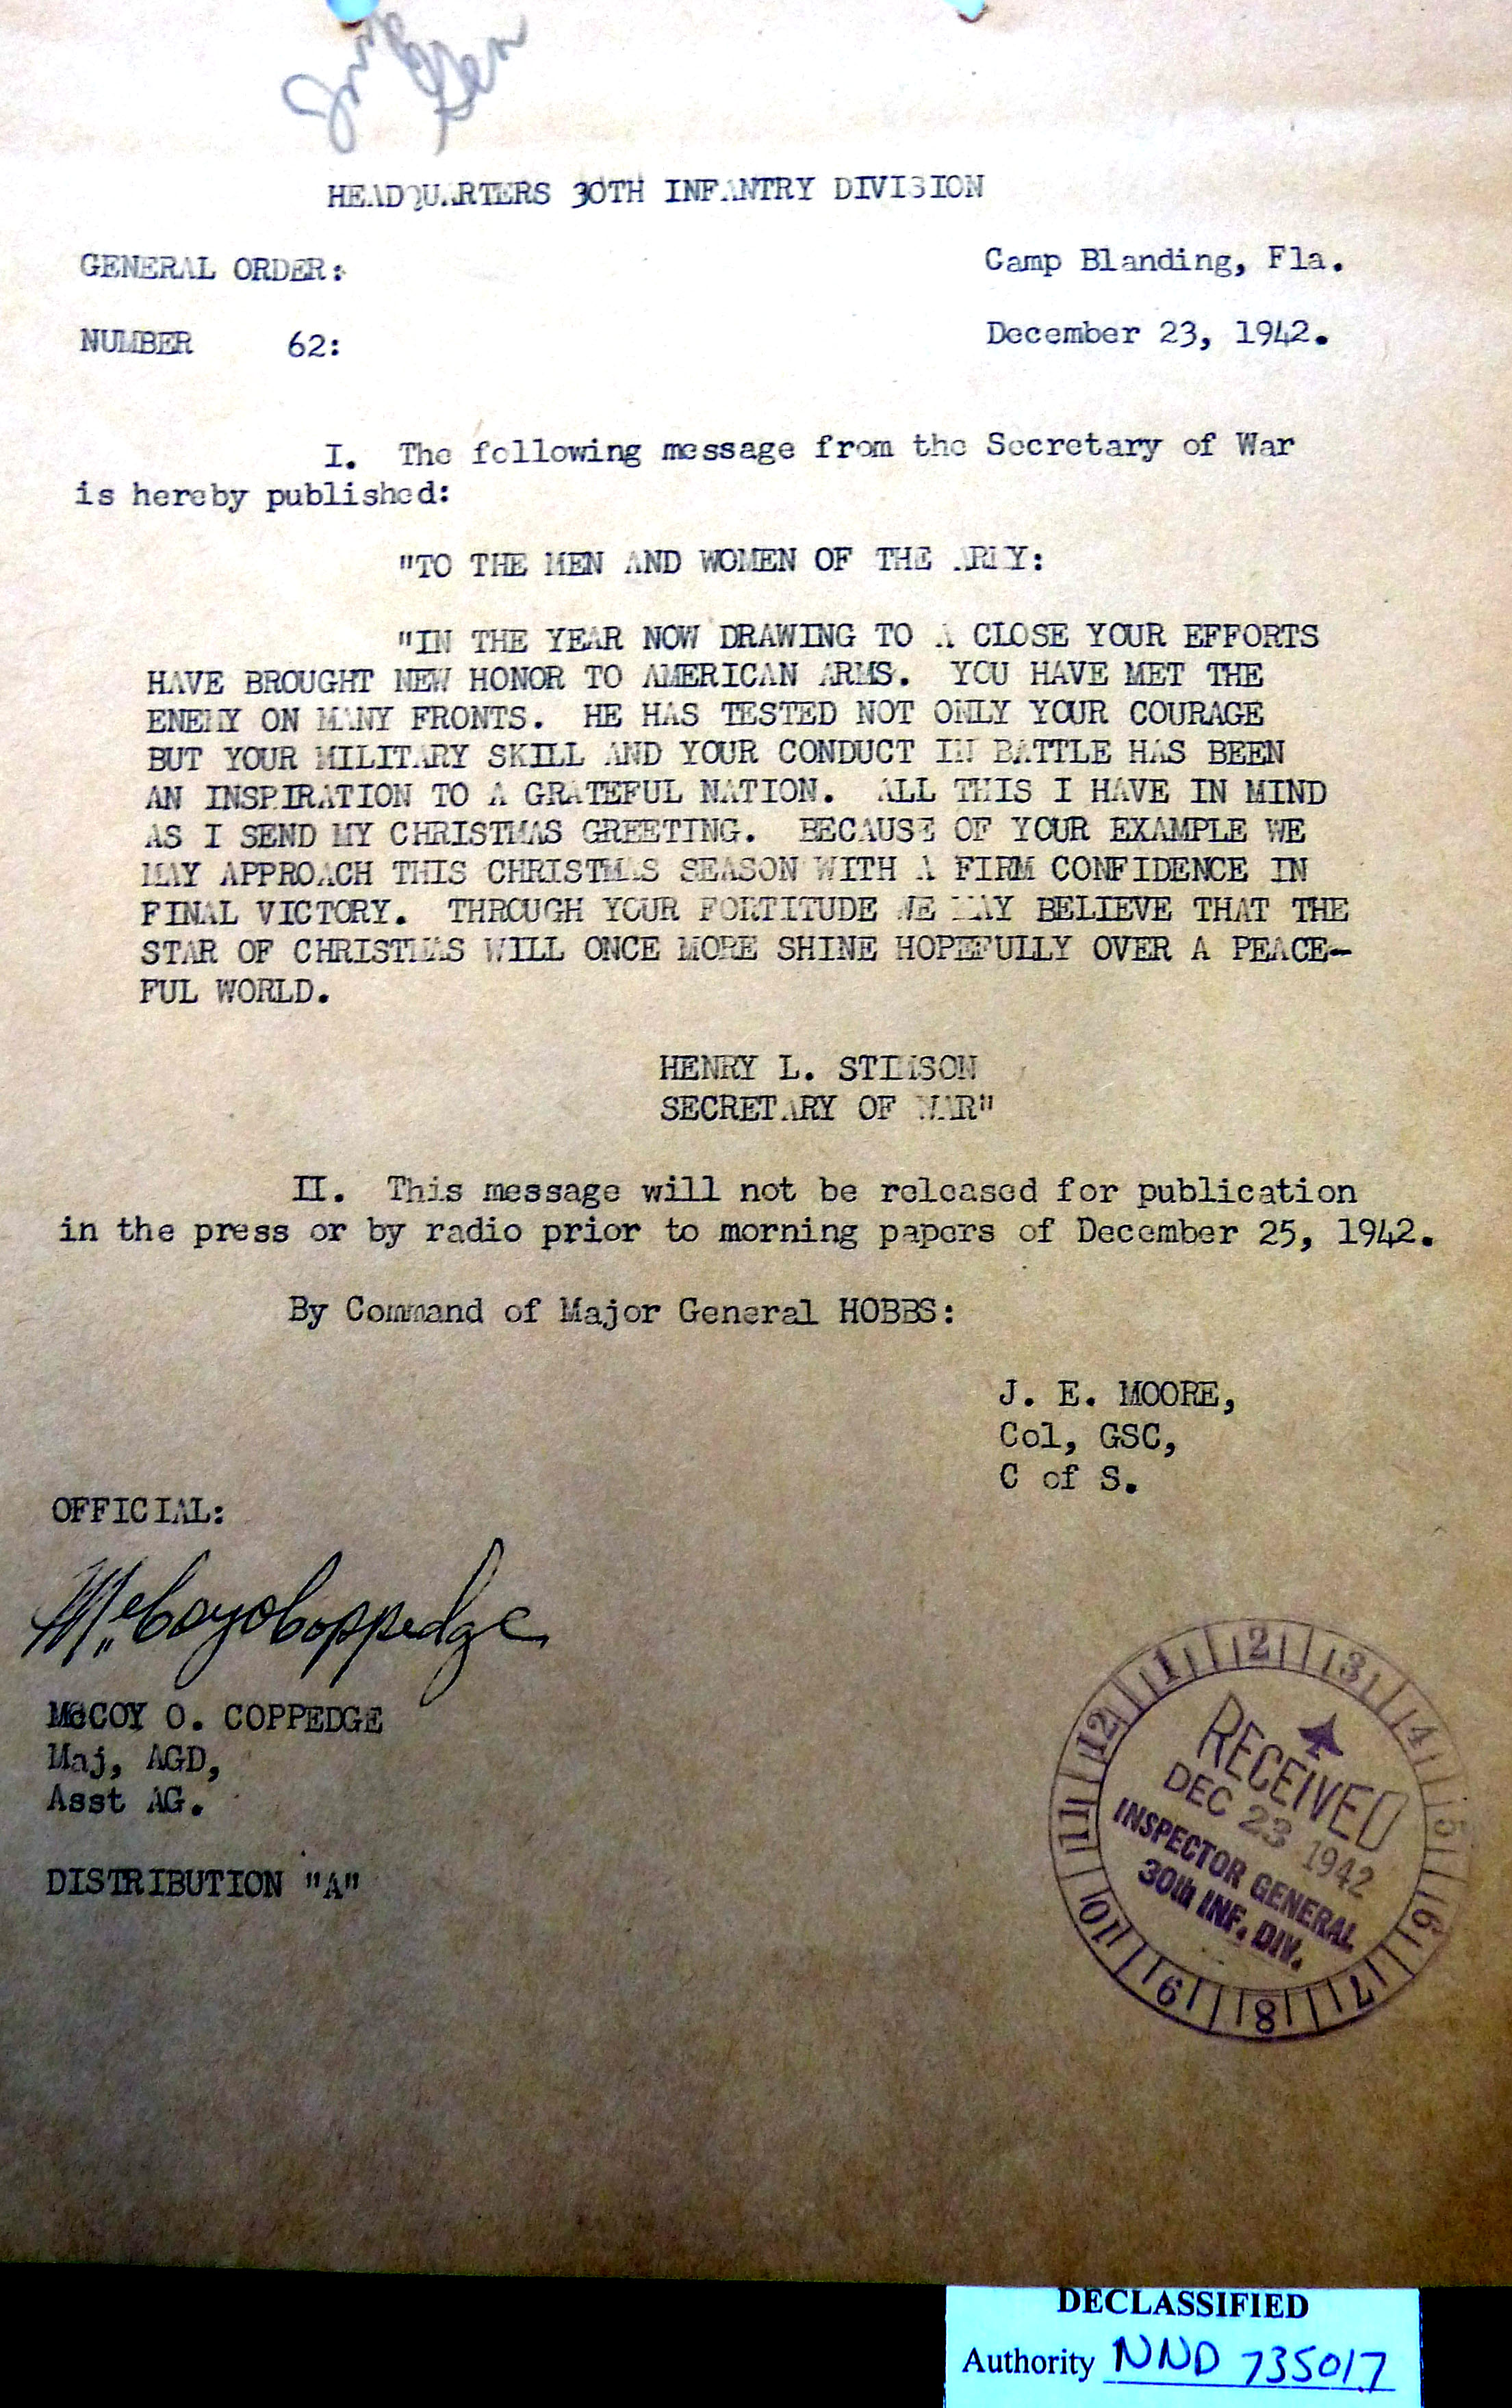 Gen
HEADQUARTERS 30TH INFANTRY DIVISION
GENERAL ORDER:
Camp Blanding, Fla.
NUMBER 62:
December 23, 1942.
I. The following message from the Secretary of War
is hereby published:
"TO THE MEN AND WOMEN OF THE ARMY:
"IN THE YEAR NOW DRAWING TO A CLOSE YOUR EFFORTS
HAVE BROUGHT NEW HONOR TO AMERICAN ARMS. YOU HAVE MET THE
ENEMY ON MANY FRONTS. HE HAS TESTED NOT ONLY YOUR COURAGE
BUT YOUR MILITARY SKILL AND YOUR CONDUCT IN BATTLE HAS BEEN
AN INSPIRATION TO A GRATEFUL NATION. ALL THIS I HAVE IN MIND
AS I SEND MY CHRISTMAS GREETING. BECAUSE OF YOUR EXAMPLE WE
MAY APPROACH THIS CHRISTMAS SEASON WITH A FIRM CONFIDENCE IN
FINAL VICTORY. THROUGH YOUR FORTITUDE WE MAY BELIEVE THAT THE
STAR OF CHRISTMAS WILL ONCE MORE SHINE HOPEFULLY OVER A PEACE-
FUL WORLD.
HENRY L. STIMSON
SECRETARY OF WAR"
II. This message will not be released for publication
in the press or by radio prior to morning papers of December 25, 1942.
By Command of Major General HOBBS:
J. E. MOORE,
Col, GSC,
C of S.
OFFICIAL:
McCoy O Coppedge
McCOY O. COPPEDGE
Maj, AGD,
Asst AG.
DISTRIBUTION "A"
12 1 2 3 4 5 6 7 8 9 10 11
RECEIVED
DEC 23 1942
INSPECTOR GENERAL
30th INF. DIV.
DECLASSIFIED
Authority NND 735017